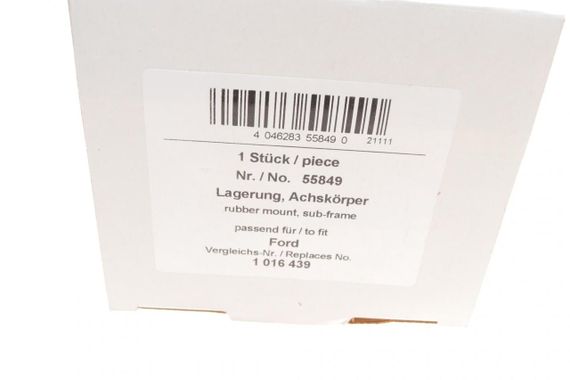 4 046283 55849 0 21111
1 Stück / piece
Nr. / No. 55849
Lagerung, Achskörper
rubber mount, sub-frame
passend für / to fit
Ford
Vergleichs-Nr. / Replaces No.
1 016 439